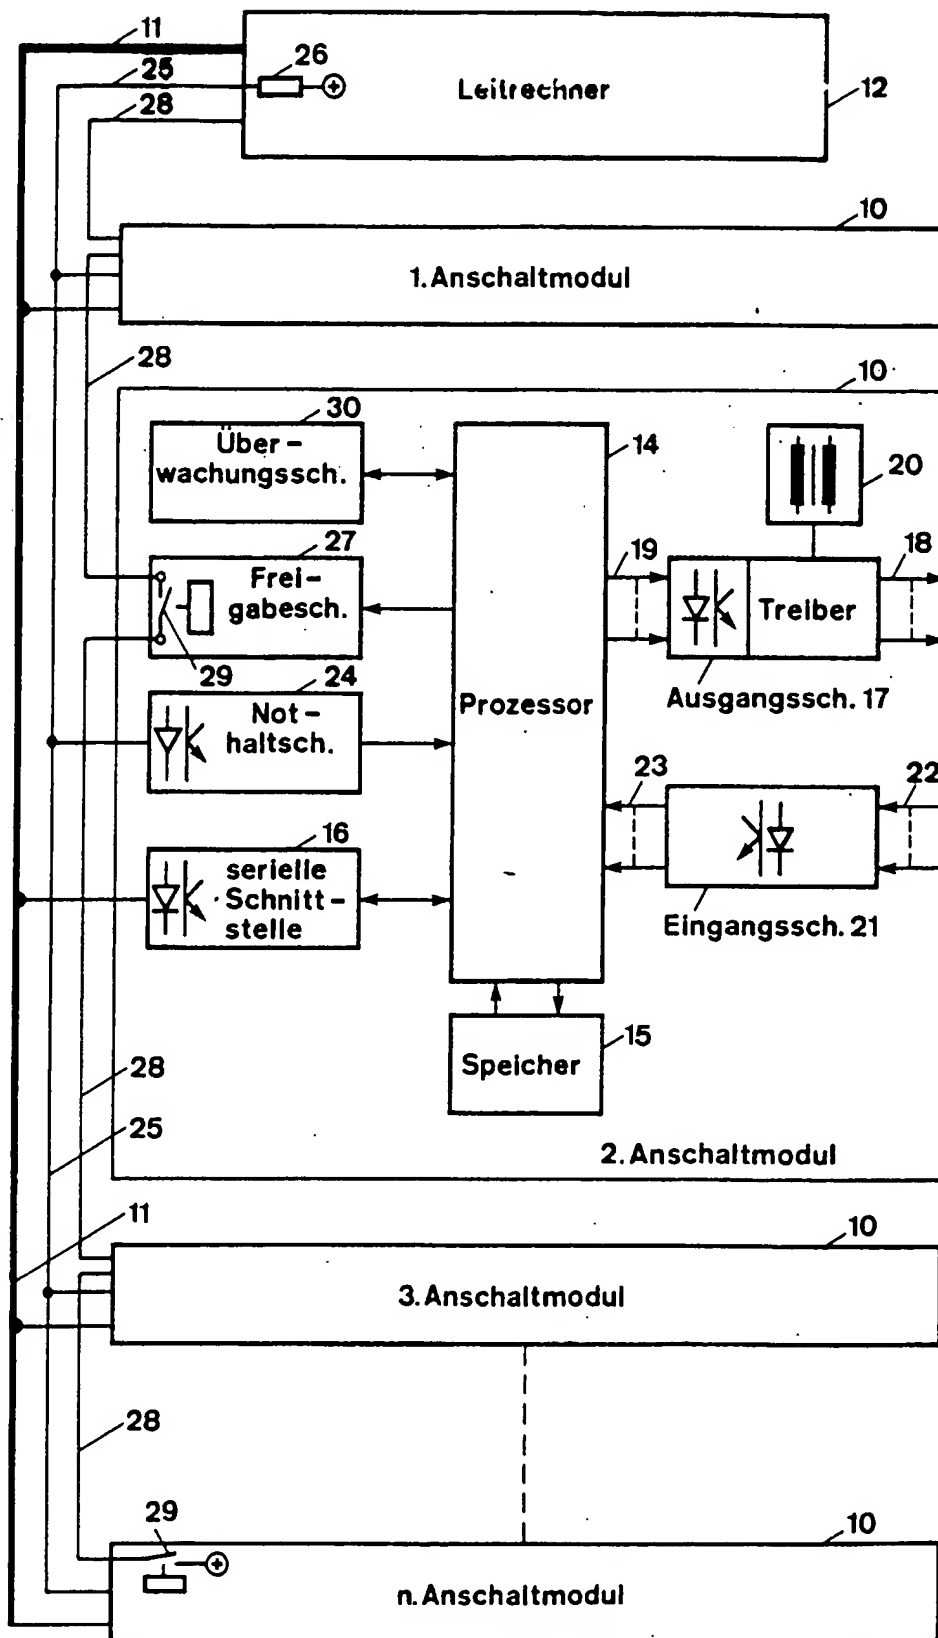 11
25
26
Leitrechner
12
28
10
1.Anschaltmodul
28
10
30
Über-
wachungssch.
14
20
27
Frei-
gabesch.
19
18
Treiber
29
24
Ausgangssch. 17
Not-
haltsch.
Prozessor
23
22
16
serielle
Schnitt-
stelle
Eingangssch. 21
28
Speicher
15
25
2.Anschaltmodul
11
10
3.Anschaltmodul
28
29
10
n.Anschaltmodul